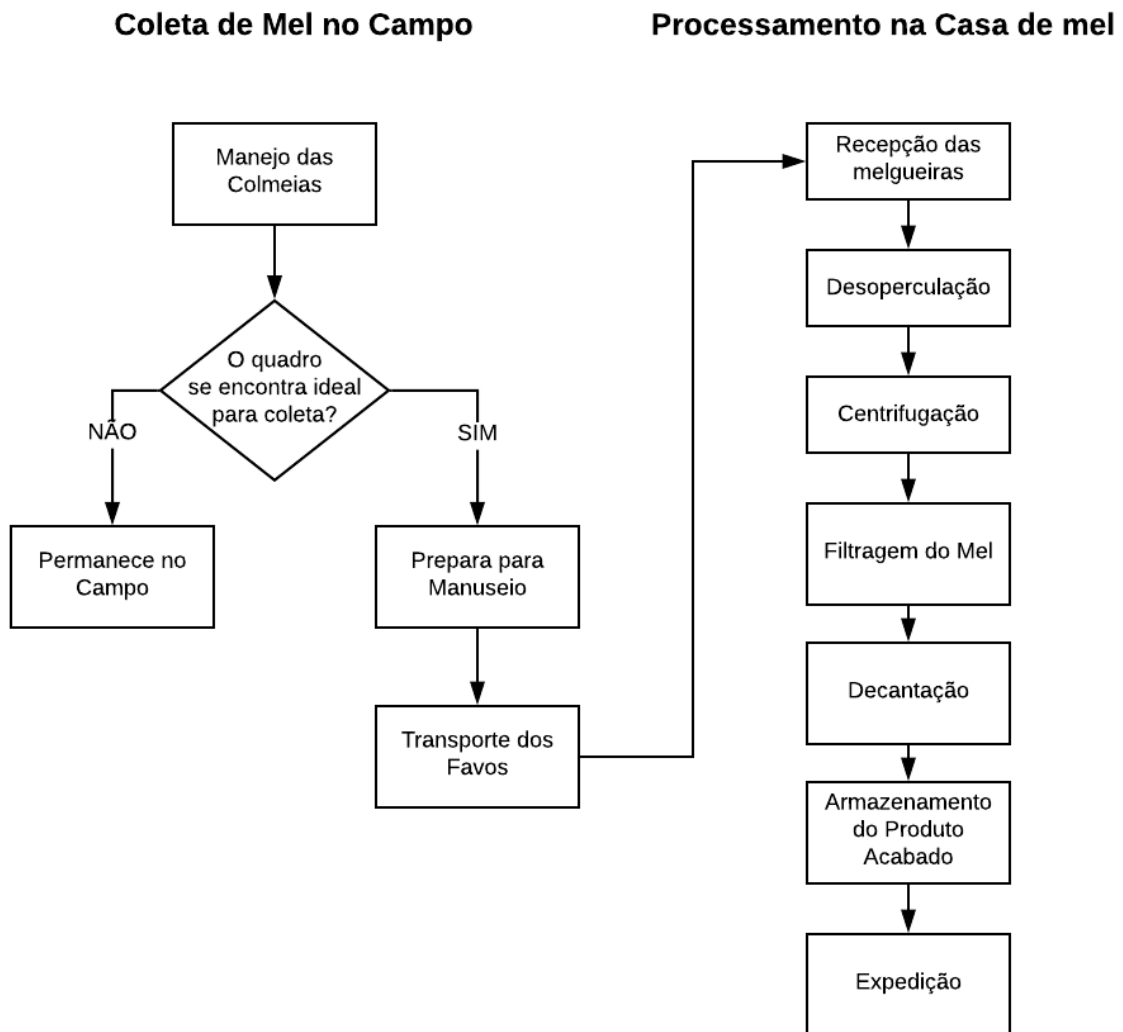 Coleta de Mel no Campo
Manejo das
Colmeias
O quadro
se encontra ideal
para coleta?
NÃO
SIM
Permanece no
Campo
Prepara para
Manuseio
Transporte dos
Favos
Processamento na Casa de mel
Recepção das
melgueiras
Desoperculação
Centrifugação
Filtragem do Mel
Decantação
Armazenamento
do Produto
Acabado
Expedição